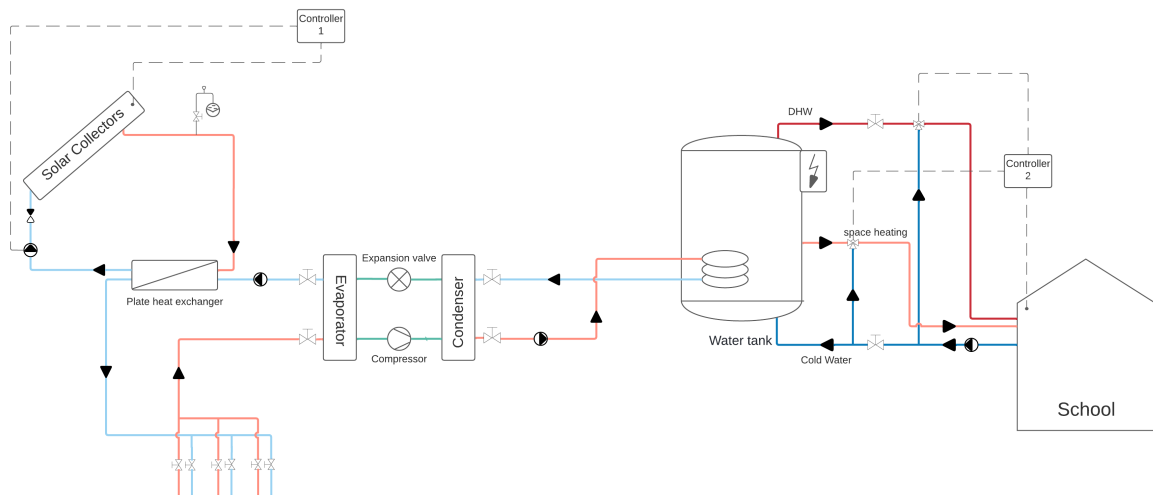 Controller
1
Solar Collectors
DHW
Controller
2
space heating
Expansion valve
Plate heat exchanger
Evaporator
Condenser
Compressor
Water tank
Cold Water
School